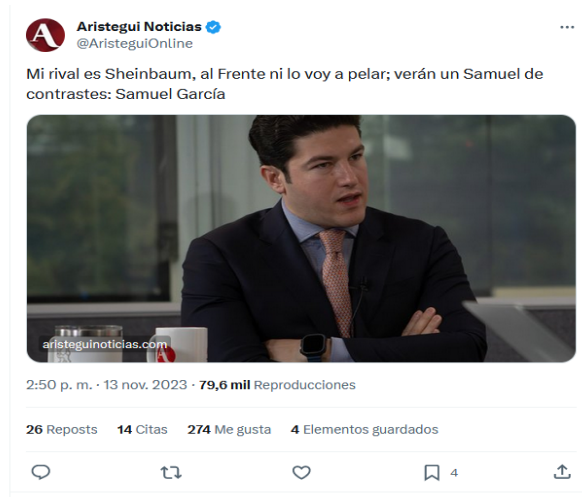 Aristegui Noticias
@AristeguiOnline
Mi rival es Sheinbaum, al Frente ni lo voy a pelar; verán un Samuel de
contrastes: Samuel García
aristeguinoticias.com
2:50 p. m. · 13 nov. 2023 · 79,6 mil Reproducciones
26 Reposts 14 Citas 274 Me gusta 4 Elementos guardados
4